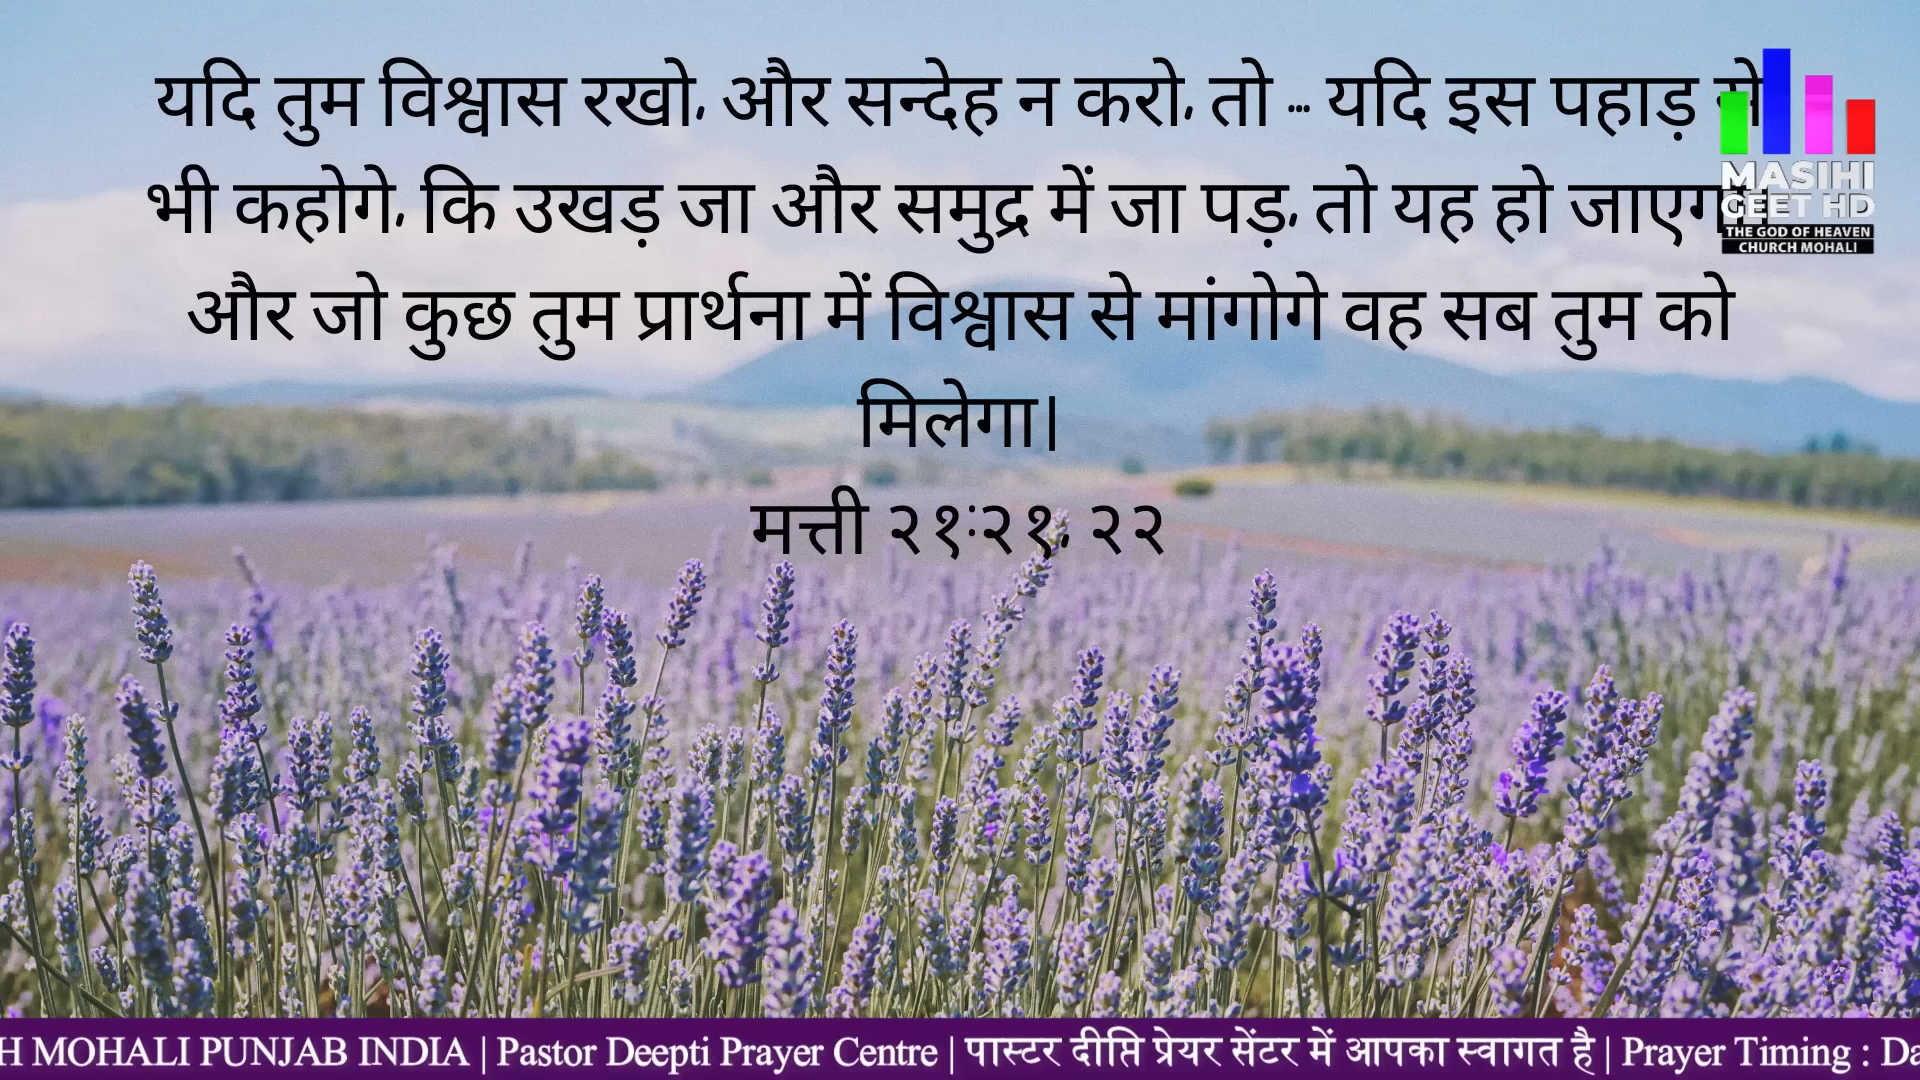 यदि तुम विश्वास रखो, और सन्देह न करो, तो ... यदि इस पहाड़ से
भी कहोगे, कि उखड़ जा और समुद्र में जा पड़, तो यह हो जाएगा
और जो कुछ तुम प्रार्थना में विश्वास से मांगोगे वह सब तुम को
मिलेगा|
मत्ती २१:२१, २२
MASIHI
GEET HD
THE GOD OF HEAVEN
CHURCH MOHALI
H MOHALI PUNJAB INDIA | Pastor Deepti Prayer Centre | पास्टर दीप्ति प्रेयर सेंटर में आपका स्वागत है | Prayer Timing : Da